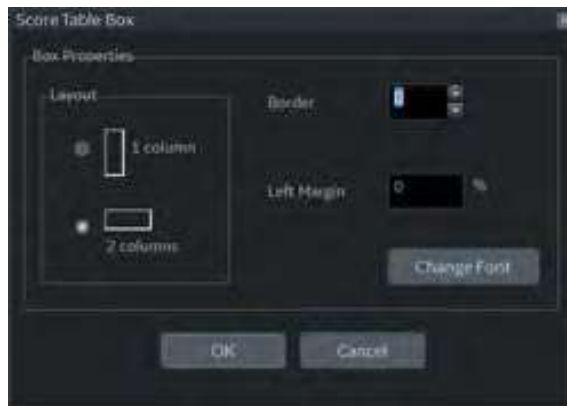 Score Table Box
Box Properties
Layout
1 column
2 columns
Border
Left Margin
0
%
Change Font
OK
Cancel